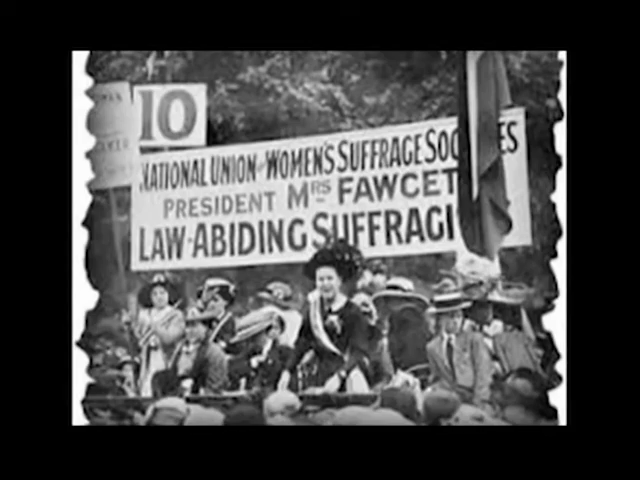 10
NATIONAL UNION OF WOMEN'S SUFFRAGE SOC ES
PRESIDENT MRS FAWCET
LAW-ABIDING SUFFRAGI